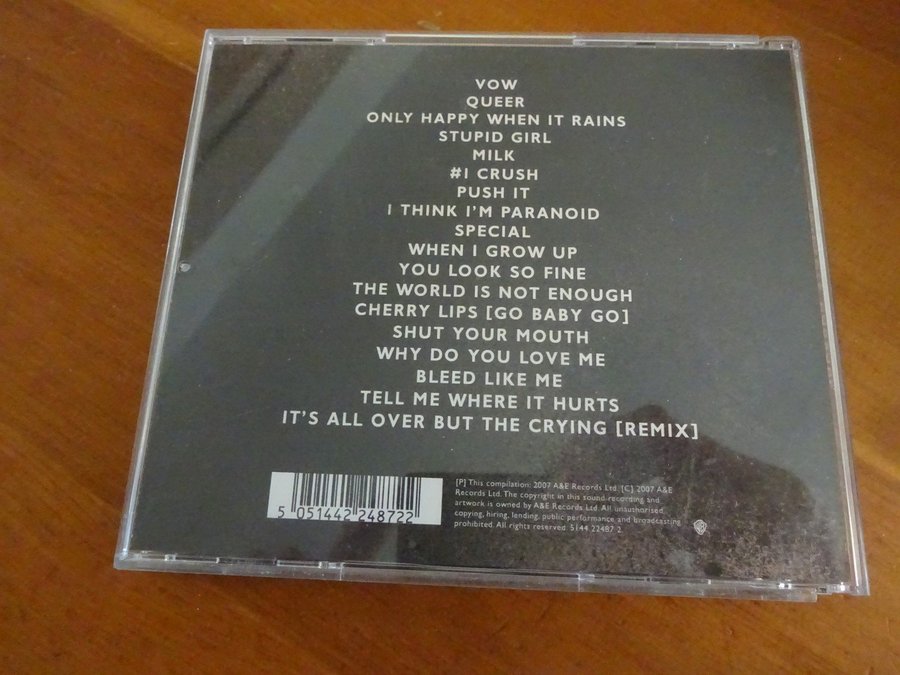 VOW
QUEER
ONLY HAPPY WHEN IT RAINS
STUPID GIRL
MILK
#1 CRUSH
PUSH IT
I THINK I'M PARANOID
SPECIAL
WHEN I GROW UP
YOU LOOK SO FINE
THE WORLD IS NOT ENOUGH
CHERRY LIPS [GO BABY GO]
SHUT YOUR MOUTH
WHY DO YOU LOVE ME
BLEED LIKE ME
TELL ME WHERE IT HURTS
IT'S ALL OVER BUT THE CRYING [REMIX]
5 051442 248722
[P] This compilation: 2007 A&E Records Ltd. [C] 2007 A&E
Records Ltd. The copyright in this sound recording and
artwork is owned by A&E Records Ltd. All unauthorised
copying, hiring, lending, public performance and broadcasting
prohibited. All rights reserved. 5144 22487 2